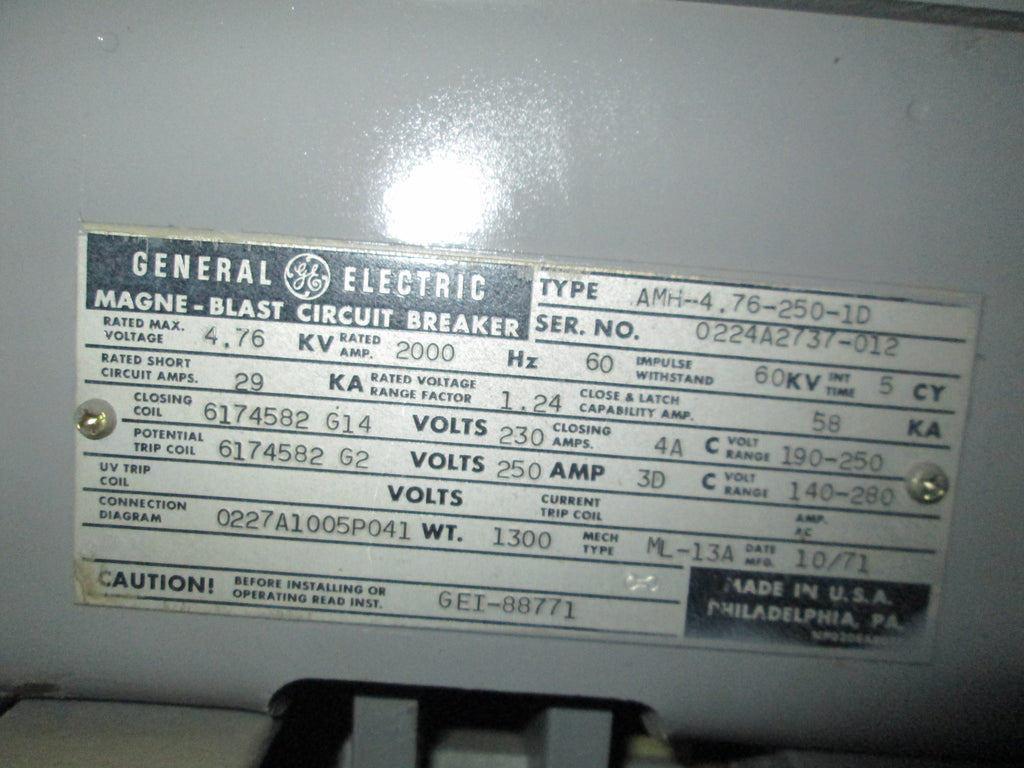 GENERAL GE ELECTRIC
MAGNE-BLAST CIRCUIT BREAKER
TYPE AMH-4.76-250-1D
SER. NO. 0224A2737-012
RATED MAX. VOLTAGE 4.76 KV RATED AMP. 2000 Hz 60 IMPULSE WITHSTAND 60KV INT TIME 5 CY
RATED SHORT CIRCUIT AMPS. 29 KA RATED VOLTAGE RANGE FACTOR 1.24 CLOSE & LATCH CAPABILITY AMP. 58 KA
CLOSING COIL 6174582 G14 VOLTS 230 CLOSING AMPS. 4A C VOLT RANGE 190-250
POTENTIAL TRIP COIL 6174582 G2 VOLTS 250 AMP 3D C VOLT RANGE 140-280
UV TRIP COIL VOLTS CURRENT TRIP COIL AMP. AC
CONNECTION DIAGRAM 0227A1005P041 WT. 1300 MECH TYPE ML-13A DATE MFG. 10/71
CAUTION! BEFORE INSTALLING OR OPERATING READ INST. GEI-88771
MADE IN U.S.A.
PHILADELPHIA, PA.